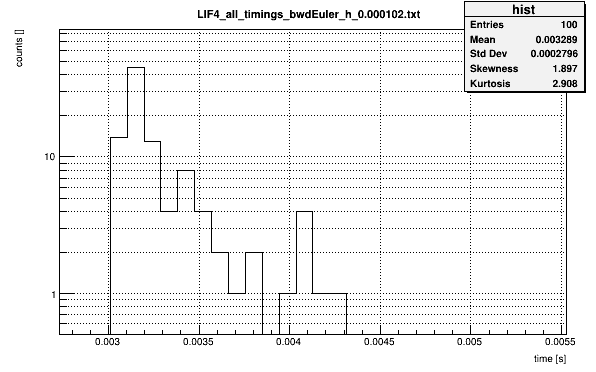 LIF4_all_timings_bwdEuler_h_0.000102.txt
hist
Entries 100
Mean 0.003289
Std Dev 0.0002796
Skewness 1.897
Kurtosis 2.908
counts []
10
1
0.003 0.0035 0.004 0.0045 0.005 0.0055
time [s]